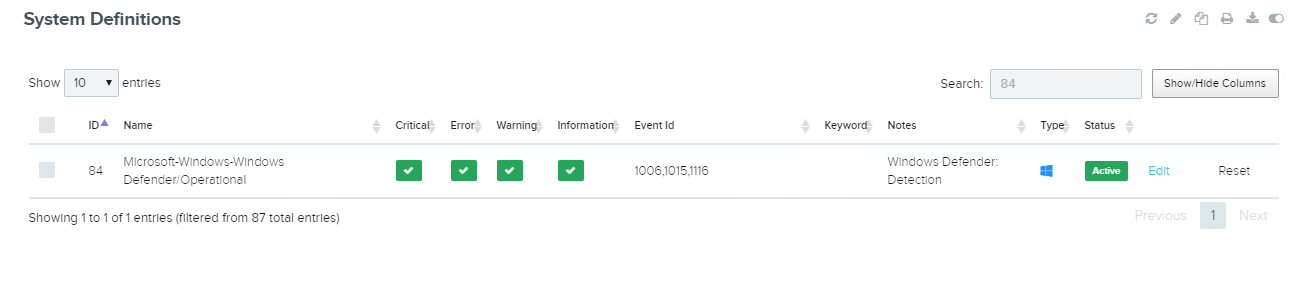 System Definitions
Show 10 entries Search: 84 Show/Hide Columns
ID Name Critical Error Warning Information Event Id Keyword Notes Type Status
84 Microsoft-Windows-Windows 1006,1015,1116 Windows Defender: Active Edit Reset
Defender/Operational Detection
Showing 1 to 1 of 1 entries (filtered from 87 total entries) Previous 1 Next